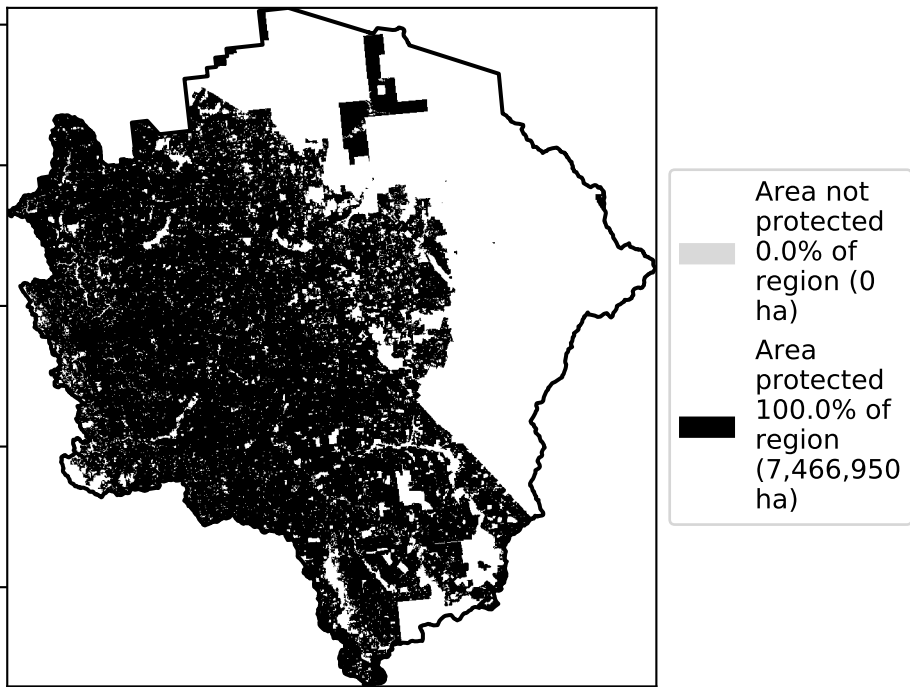 Area not
protected
0.0% of
region (0
ha)
Area
protected
100.0% of
region
(7,466,950
ha)